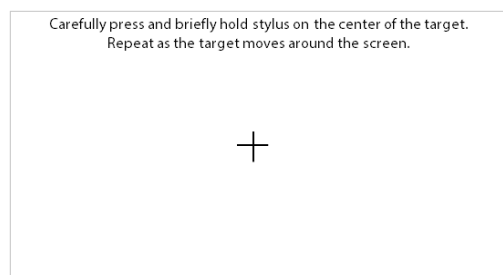 Carefully press and briefly hold stylus on the center of the target.
Repeat as the target moves around the screen.